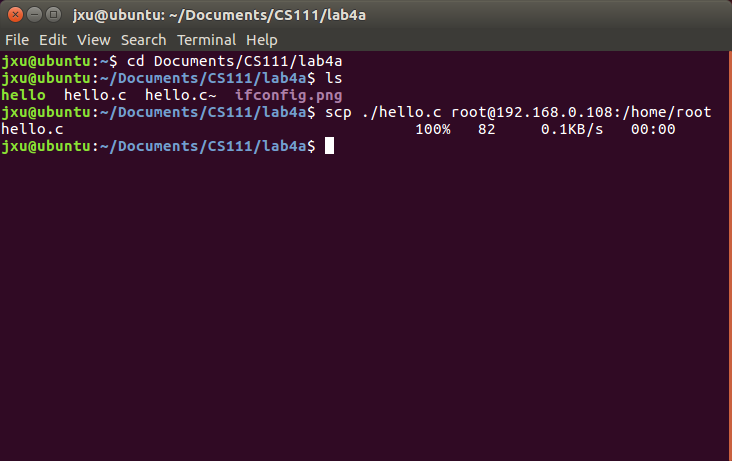 jxu@ubuntu: ~/Documents/CS111/lab4a
File Edit View Search Terminal Help
jxu@ubuntu:~$ cd Documents/CS111/lab4a
jxu@ubuntu:~/Documents/CS111/lab4a$ ls
hello  hello.c  hello.c~  ifconfig.png
jxu@ubuntu:~/Documents/CS111/lab4a$ scp ./hello.c root@192.168.0.108:/home/root
hello.c                                       100%   82     0.1KB/s   00:00
jxu@ubuntu:~/Documents/CS111/lab4a$